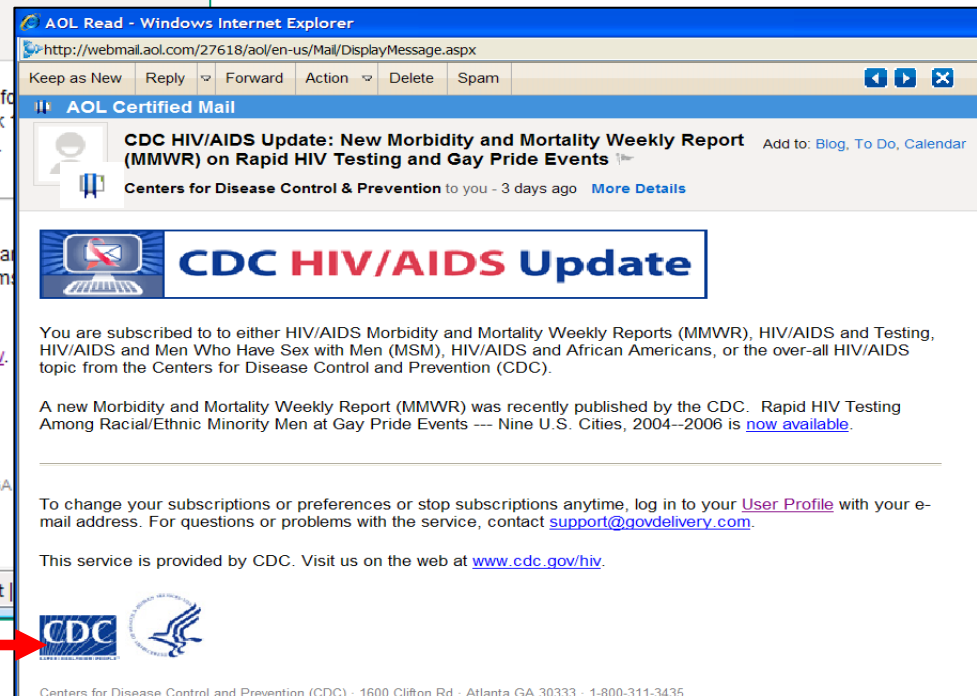 AOL Read - Windows Internet Explorer
http://webmail.aol.com/27618/aol/en-us/Mail/DisplayMessage.aspx
Keep as New Reply Forward Action Delete Spam
AOL Certified Mail
CDC HIV/AIDS Update: New Morbidity and Mortality Weekly Report
(MMWR) on Rapid HIV Testing and Gay Pride Events
Add to: Blog, To Do, Calendar
Centers for Disease Control & Prevention to you - 3 days ago More Details
CDC HIV/AIDS Update
You are subscribed to to either HIV/AIDS Morbidity and Mortality Weekly Reports (MMWR), HIV/AIDS and Testing,
HIV/AIDS and Men Who Have Sex with Men (MSM), HIV/AIDS and African Americans, or the over-all HIV/AIDS
topic from the Centers for Disease Control and Prevention (CDC).
A new Morbidity and Mortality Weekly Report (MMWR) was recently published by the CDC. Rapid HIV Testing
Among Racial/Ethnic Minority Men at Gay Pride Events --- Nine U.S. Cities, 2004--2006 is now available.
To change your subscriptions or preferences or stop subscriptions anytime, log in to your User Profile with your e-
mail address. For questions or problems with the service, contact support@govdelivery.com.
This service is provided by CDC. Visit us on the web at www.cdc.gov/hiv.
CDC
Centers for Disease Control and Prevention (CDC) · 1600 Clifton Rd · Atlanta GA 30333 · 1-800-311-3435